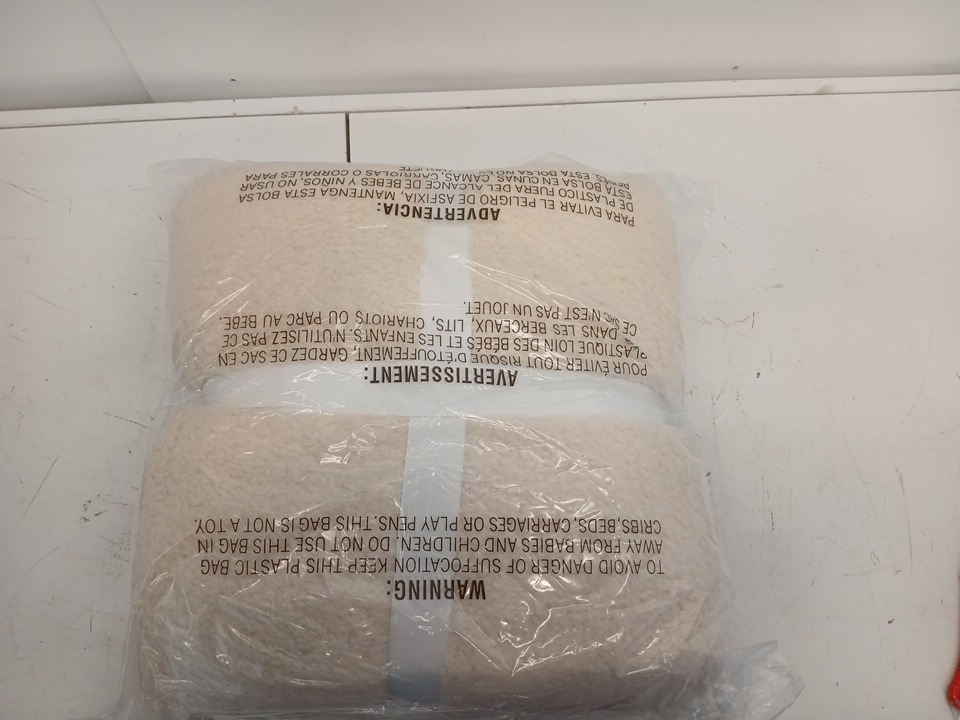 WARNING:
TO AVOID DANGER OF SUFFOCATION KEEP THIS PLASTIC BAG
AWAY FROM BABIES AND CHILDREN. DO NOT USE THIS BAG IN
CRIBS, BEDS, CARRIAGES OR PLAY PENS. THIS BAG IS NOT A TOY.
AVERTISSEMENT:
POUR ÉVITER TOUT RISQUE D'ÉTOUFFEMENT, GARDEZ CE SAC EN
PLASTIQUE LOIN DES BÉBÉS ET LES ENFANTS. N'UTILISEZ PAS CE
SAC DANS LES BERCEAUX, LITS, CHARIOTS OU PARC AU BEBE.
CE SAC N'EST PAS UN JOUET.
ADVERTENCIA:
PARA EVITAR EL PELIGRO DE ASFIXIA, MANTENGA ESTA BOLSA
DE PLASTICO FUERA DEL ALCANCE DE BEBES Y NIÑOS, NO USAR
ESTA BOLSA EN CUNAS, CAMAS, CARRIOLAS O CORRALES PARA
BEBES, ESTA BOLSA NO